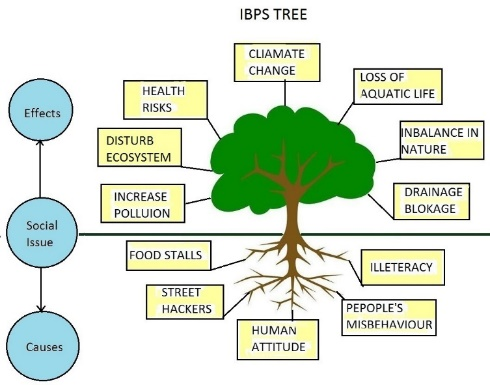 IBPS TREE
CLIAMATE
CHANGE
HEALTH
RISKS
LOSS OF
AQUATIC LIFE
Effects
DISTURB
ECOSYSTEM
INBALANCE IN
NATURE
INCREASE
POLLUION
DRAINAGE
BLOKAGE
Social
Issue
FOOD STALLS
ILLETERACY
STREET
HACKERS
PEPOPLE'S
MISBEHAVIOUR
HUMAN
ATTITUDE
Causes